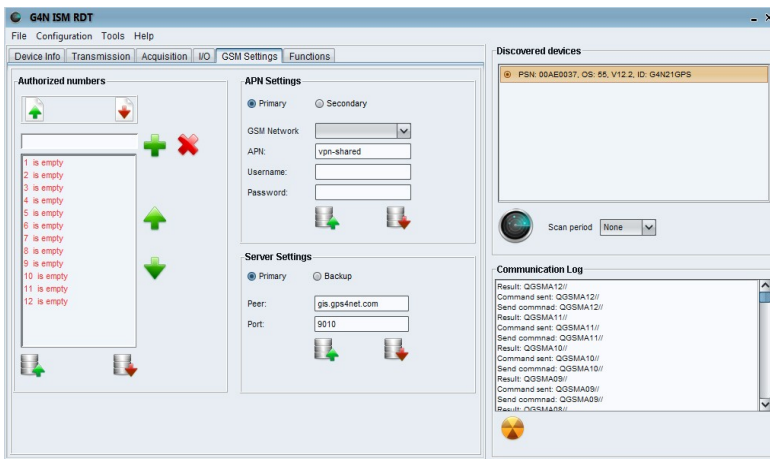 G4N ISM RDT
File Configuration Tools Help
Device Info Transmission Acquisition I/O GSM Settings Functions
Authorized numbers
1 is empty
2 is empty
3 is empty
4 is empty
5 is empty
6 is empty
7 is empty
8 is empty
9 is empty
10 is empty
11 is empty
12 is empty
APN Settings
Primary Secondary
GSM Network
APN: vpn-shared
Username:
Password:
Server Settings
Primary Backup
Peer: gis.gps4net.com
Port: 9010
Discovered devices
PSN: 00AE0037, OS: 55, V12.2, ID: G4N21GPS
Scan period None
Communication Log
Result: QGSMA12//
Command sent: QGSMA12//
Send commnad: QGSMA12//
Result: QGSMA11//
Command sent: QGSMA11//
Send commnad: QGSMA11//
Result: QGSMA10//
Command sent: QGSMA10//
Send commnad: QGSMA10//
Result: QGSMA09//
Command sent: QGSMA09//
Send commnad: QGSMA09//
Result: QGSMA08//